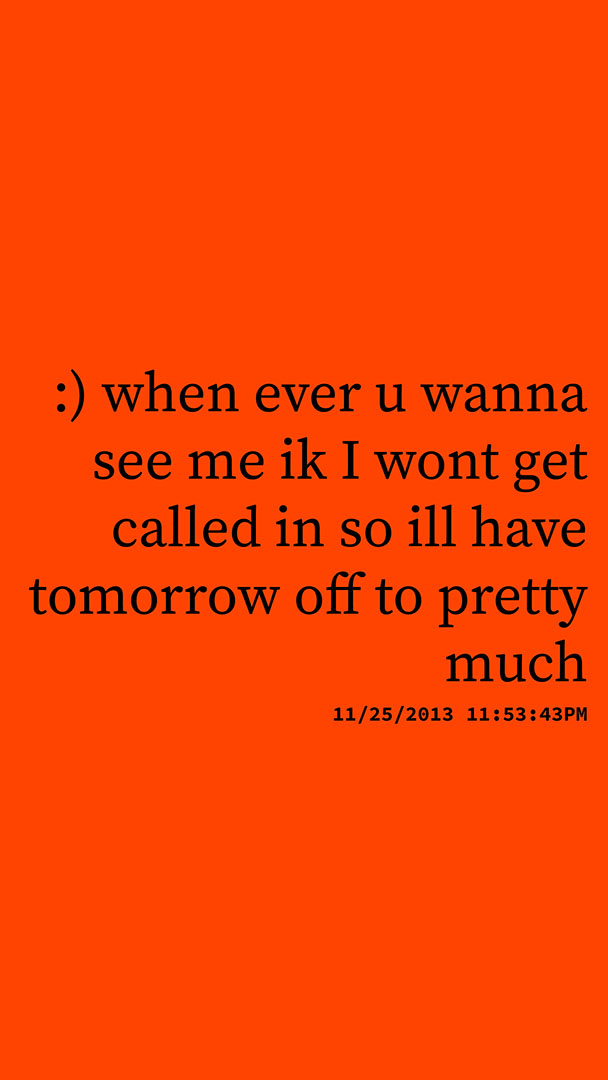 :) when ever u wanna
see me ik I wont get
called in so ill have
tomorrow off to pretty
much
11/25/2013 11:53:43PM